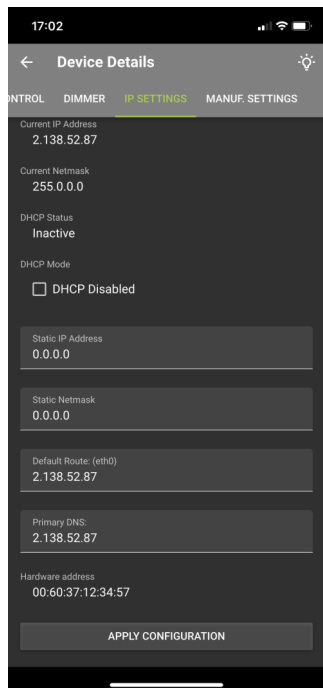 17:02
Device Details
ONTROL DIMMER IP SETTINGS MANUF. SETTINGS
Current IP Address
2.138.52.87
Current Netmask
255.0.0.0
DHCP Status
Inactive
DHCP Mode
DHCP Disabled
Static IP Address
0.0.0.0
Static Netmask
0.0.0.0
Default Route: (eth0)
2.138.52.87
Primary DNS:
2.138.52.87
Hardware address
00:60:37:12:34:57
APPLY CONFIGURATION